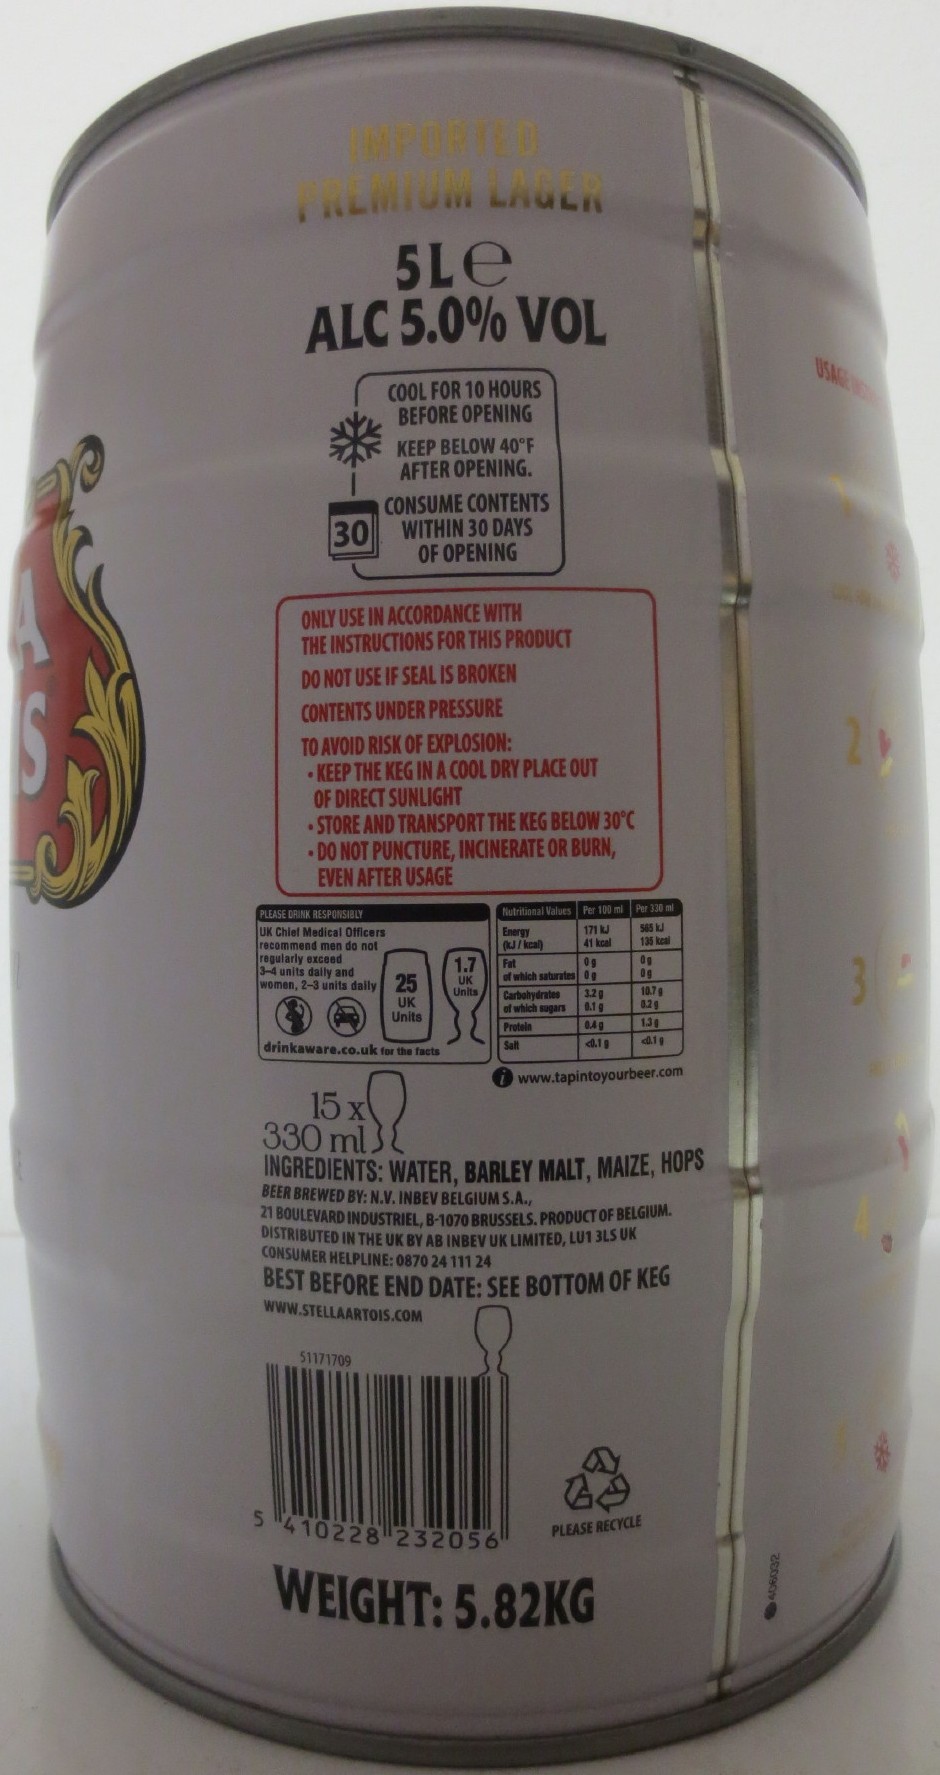 IMPORTED
PREMIUM LAGER
5L e
ALC 5.0% VOL
COOL FOR 10 HOURS
BEFORE OPENING
KEEP BELOW 40°F
AFTER OPENING.
30
CONSUME CONTENTS
WITHIN 30 DAYS
OF OPENING
ONLY USE IN ACCORDANCE WITH
THE INSTRUCTIONS FOR THIS PRODUCT
DO NOT USE IF SEAL IS BROKEN
CONTENTS UNDER PRESSURE
TO AVOID RISK OF EXPLOSION:
• KEEP THE KEG IN A COOL DRY PLACE OUT
OF DIRECT SUNLIGHT
• STORE AND TRANSPORT THE KEG BELOW 30°C
• DO NOT PUNCTURE, INCINERATE OR BURN,
EVEN AFTER USAGE
PLEASE DRINK RESPONSIBLY
UK Chief Medical Officers
recommend men do not
regularly exceed
3-4 units daily and
women, 2-3 units daily
25
UK
Units
1.7
UK
Units
drinkaware.co.uk for the facts
Nutritional Values Per 100 ml Per 330 ml
Energy 171 kJ 565 kJ
(kJ / kcal) 41 kcal 135 kcal
Fat 0 g 0g
of which saturates 0 g 0g
Carbohydrates 3.2 g 10.7 g
of which sugars 0.1 g 0.2 g
Protein 0.4 g 1.3 g
Salt <0.1 g <0.1 g
i www.tapintoyourbeer.com
15 x
330 ml
INGREDIENTS: WATER, BARLEY MALT, MAIZE, HOPS
BEER BREWED BY: N.V. INBEV BELGIUM S.A.,
21 BOULEVARD INDUSTRIEL, B-1070 BRUSSELS. PRODUCT OF BELGIUM.
DISTRIBUTED IN THE UK BY AB INBEV UK LIMITED, LU1 3LS UK
CONSUMER HELPLINE: 0870 24 111 24
BEST BEFORE END DATE: SEE BOTTOM OF KEG
WWW.STELLAARTOIS.COM
51171709
5 410228 232056
PLEASE RECYCLE
WEIGHT: 5.82KG
A
IS
USAGE
1
2
3
4
5
406032